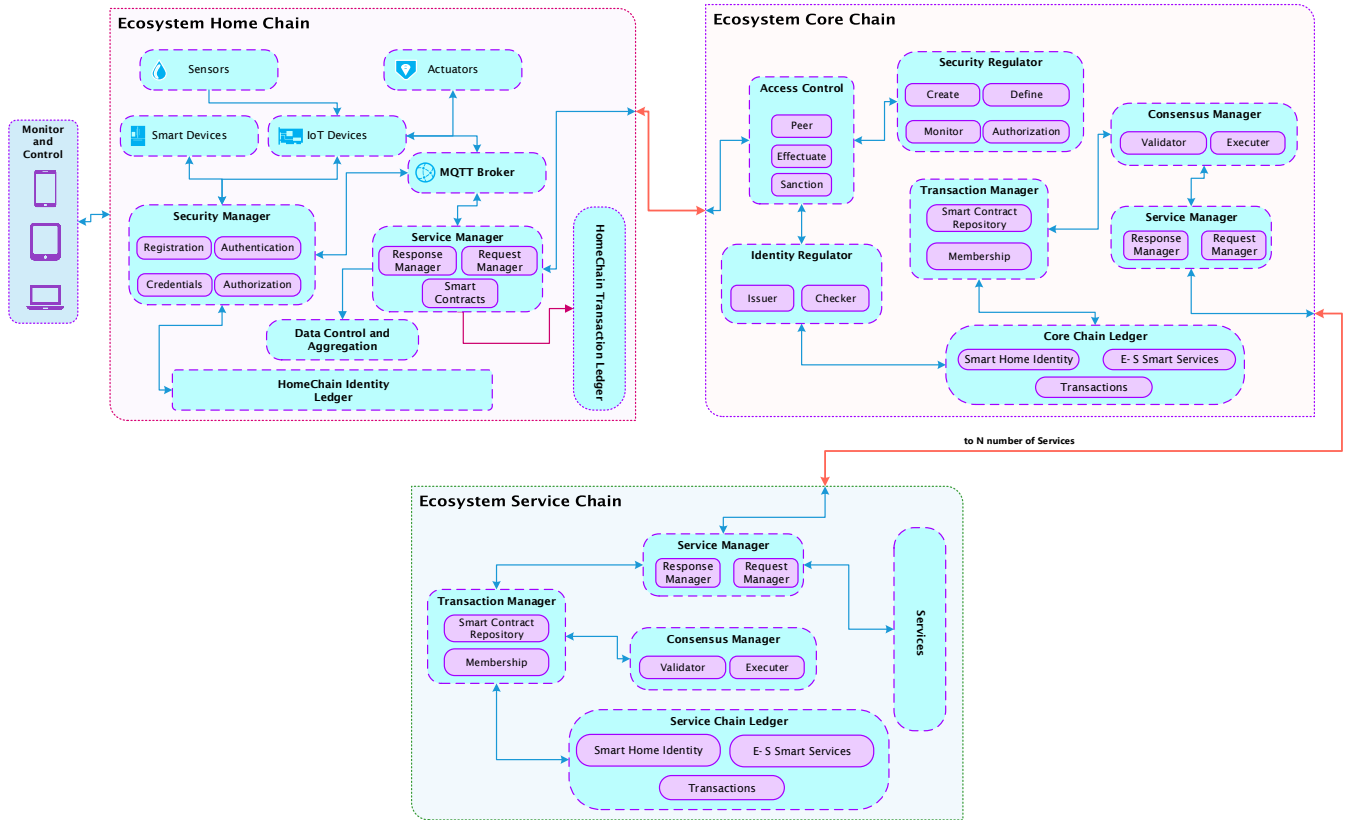 Ecosystem Home Chain
Sensors
Actuators
Smart Devices
IoT Devices
MQTT Broker
Monitor
and
Control
Security Manager
Registration
Authentication
Credentials
Authorization
Service Manager
Response
Manager
Request
Manager
Smart
Contracts
HomeChain Transaction Ledger
Data Control and
Aggregation
HomeChain Identity
Ledger
Ecosystem Core Chain
Access Control
Peer
Effectuate
Sanction
Security Regulator
Create
Define
Monitor
Authorization
Consensus Manager
Validator
Executer
Transaction Manager
Smart Contract
Repository
Membership
Service Manager
Response
Manager
Request
Manager
Identity Regulator
Issuer
Checker
Core Chain Ledger
Smart Home Identity
E- S Smart Services
Transactions
to N number of Services
Ecosystem Service Chain
Service Manager
Response
Manager
Request
Manager
Services
Transaction Manager
Smart Contract
Repository
Membership
Consensus Manager
Validator
Executer
Service Chain Ledger
Smart Home Identity
E- S Smart Services
Transactions